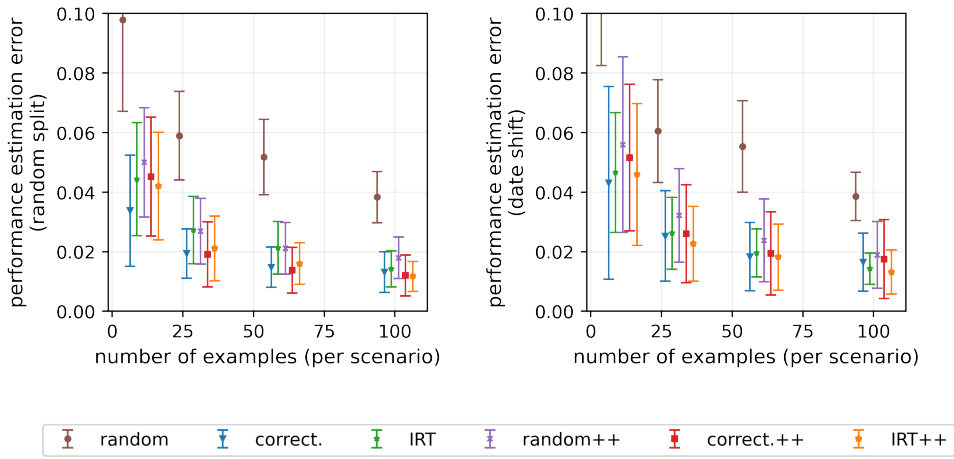 performance estimation error
(random split)
0.10
0.08
0.06
0.04
0.02
0.00
0 25 50 75 100
number of examples (per scenario)
performance estimation error
(date shift)
0.10
0.08
0.06
0.04
0.02
0.00
0 25 50 75 100
number of examples (per scenario)
random correct. IRT random++ correct.++ IRT++